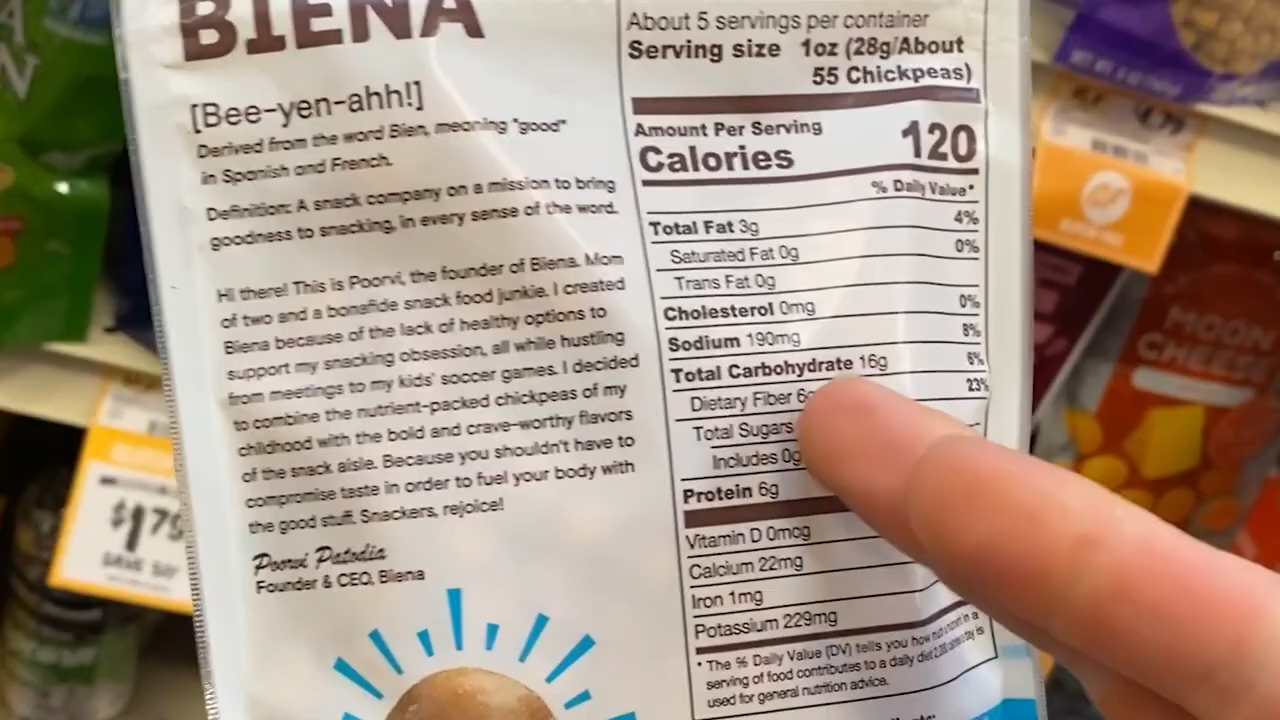 BIENA
[Bee-yen-ahh!]
Derived from the word Bien, meaning "good"
in Spanish and French.
Definition: A snack company on a mission to bring
goodness to snacking, in every sense of the word.
Hi there! This is Poorvi, the founder of Biena. Mom
of two and a bonafide snack food junkie. I created
Biena because of the lack of healthy options to
support my snacking obsession, all while hustling
from meetings to my kids' soccer games. I decided
to combine the nutrient-packed chickpeas of my
childhood with the bold and crave-worthy flavors
of the snack aisle. Because you shouldn't have to
compromise taste in order to fuel your body with
the good stuff. Snackers, rejoice!
Poorvi Patodia
Founder & CEO, Biena
About 5 servings per container
Serving size 1oz (28g/About
55 Chickpeas)
Amount Per Serving
Calories 120
% Daily Value*
Total Fat 3g 4%
Saturated Fat 0g 0%
Trans Fat 0g
Cholesterol 0mg 0%
Sodium 190mg 8%
Total Carbohydrate 16g 6%
Dietary Fiber 6g 23%
Total Sugars
Includes 0g
Protein 6g
Vitamin D 0mcg
Calcium 22mg
Iron 1mg
Potassium 229mg
* The % Daily Value (DV) tells you how nutrient in a
serving of food contributes to a daily diet 2,000 calories a day is
used for general nutrition advice.
$1.79
MOON
CHEESE
4.79